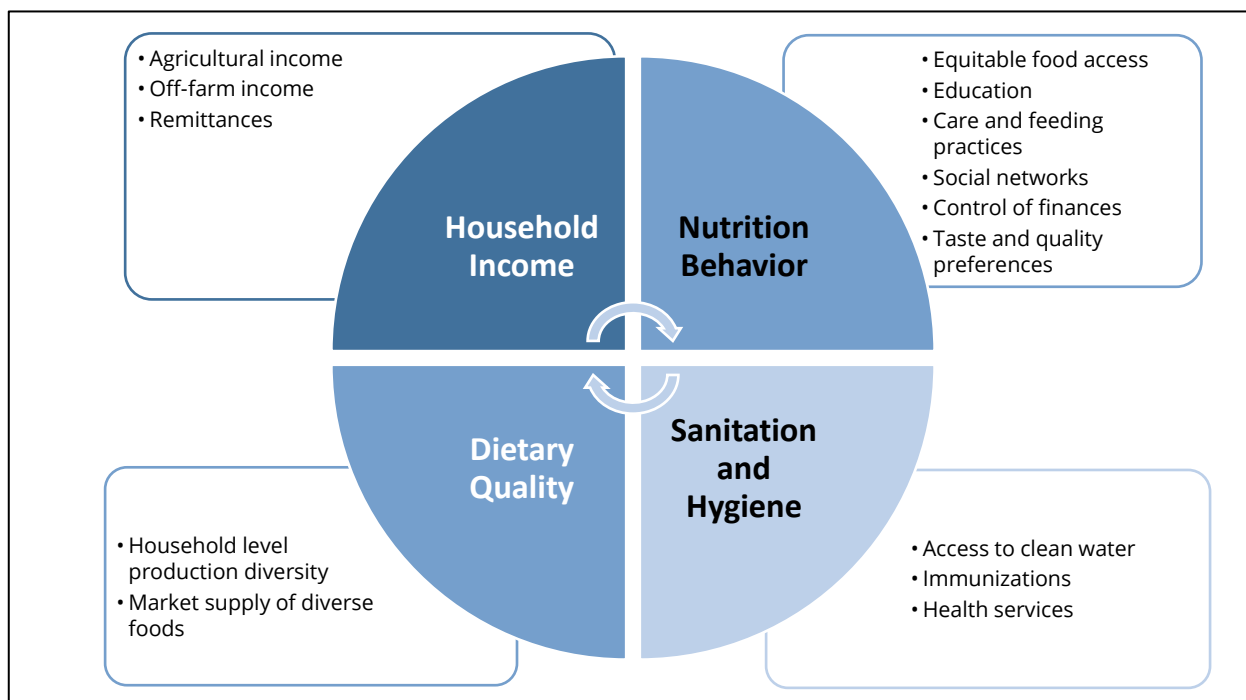 • Agricultural income
• Off-farm income
• Remittances
• Equitable food access
• Education
• Care and feeding
practices
• Social networks
• Control of finances
• Taste and quality
preferences
Household
Income
Nutrition
Behavior
Dietary
Quality
Sanitation
and
Hygiene
• Household level
production diversity
• Market supply of diverse
foods
• Access to clean water
• Immunizations
• Health services